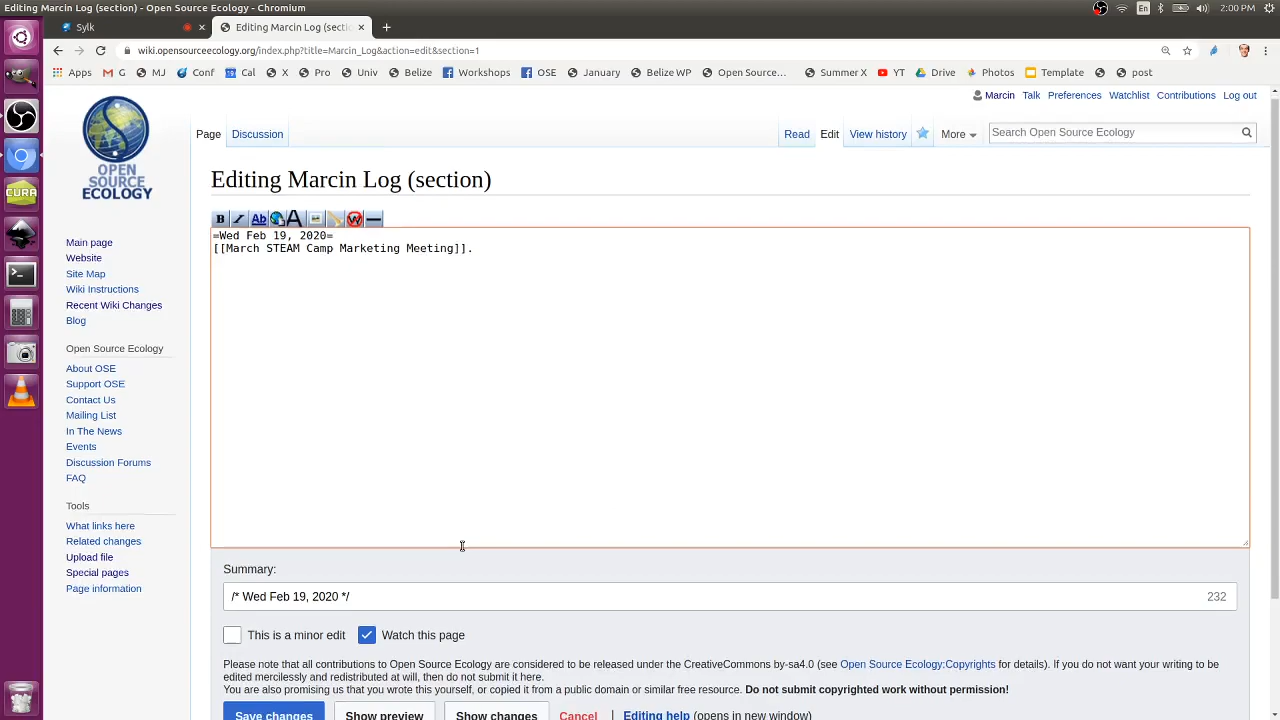 Editing Marcin Log (section) - Open Source Ecology - Chromium
En
2:00 PM
Sylk
Editing Marcin Log (secti
wiki.opensourceecology.org/index.php?title=Marcin_Log&action=edit&section=1
Apps
G
MJ
Conf
Cal
X
Pro
Univ
Belize
Workshops
OSE
January
Belize WP
Open Source…
Summer X
YT
Drive
Photos
Template
post
Marcin
Talk
Preferences
Watchlist
Contributions
Log out
Page
Discussion
Read
Edit
View history
More
Search Open Source Ecology
OPEN
SOURCE
ECOLOGY
CURA
Editing Marcin Log (section)
B
I
Ab
A
W
=Wed Feb 19, 2020=
[[March STEAM Camp Marketing Meeting]].
Main page
Website
Site Map
Wiki Instructions
Recent Wiki Changes
Blog
Open Source Ecology
About OSE
Support OSE
Contact Us
Mailing List
In The News
Events
Discussion Forums
FAQ
Tools
What links here
Related changes
Upload file
Special pages
Page information
Summary:
/* Wed Feb 19, 2020 */
232
This is a minor edit
Watch this page
Please note that all contributions to Open Source Ecology are considered to be released under the CreativeCommons by-sa4.0 (see Open Source Ecology:Copyrights for details). If you do not want your writing to be
edited mercilessly and redistributed at will, then do not submit it here.
You are also promising us that you wrote this yourself, or copied it from a public domain or similar free resource. Do not submit copyrighted work without permission!
Save changes
Show preview
Show changes
Cancel
|
Editing help (opens in new window)